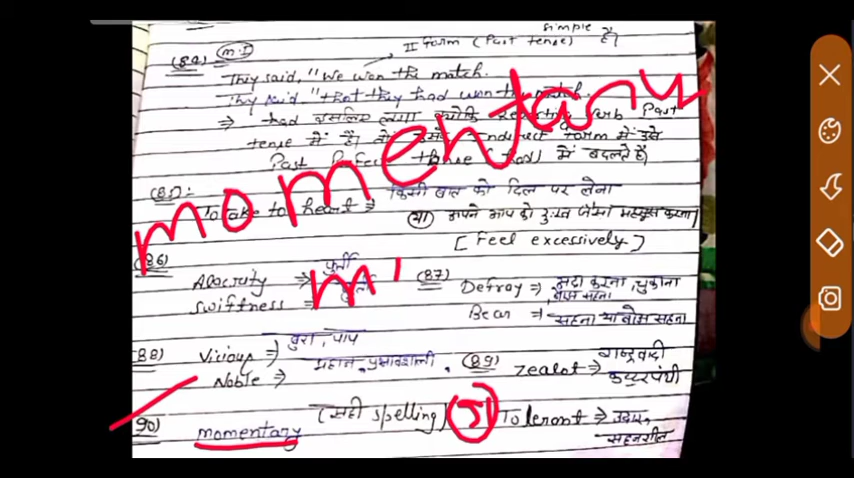 Simple
II form (Past tense) है।
(84) (m.I)
They said, "We won the match.
They said, "that they had won the match.
⇒ had इसलिए लगा क्योंकि Reporting verb Past
tense में है। तो इसके Indirect form में उसे
Past Perfect tense (had) में बदलते है।
momentary
(85):
To take to heart ⇒ किसी बात को दिल पर लेना
(या) अपने आप को दुःख जैसा महसूस करना
[Feel excessively]
m
(86)
Alacrity ⇒ फुर्ती
Swiftness ⇒ फुर्ती
(87) Defray ⇒ अदा करना, चुकाना
Bear ⇒ सहना या बोझ सहना
(88) Vicious ⇒ बुरा, पाप
Noble ⇒ महान, प्रभावशाली
(89) Zealot ⇒ राष्ट्रवादी
कट्टरपंथी
Tolerant ⇒ उदार,
सहनशील
(90) momentary (सही spelling)